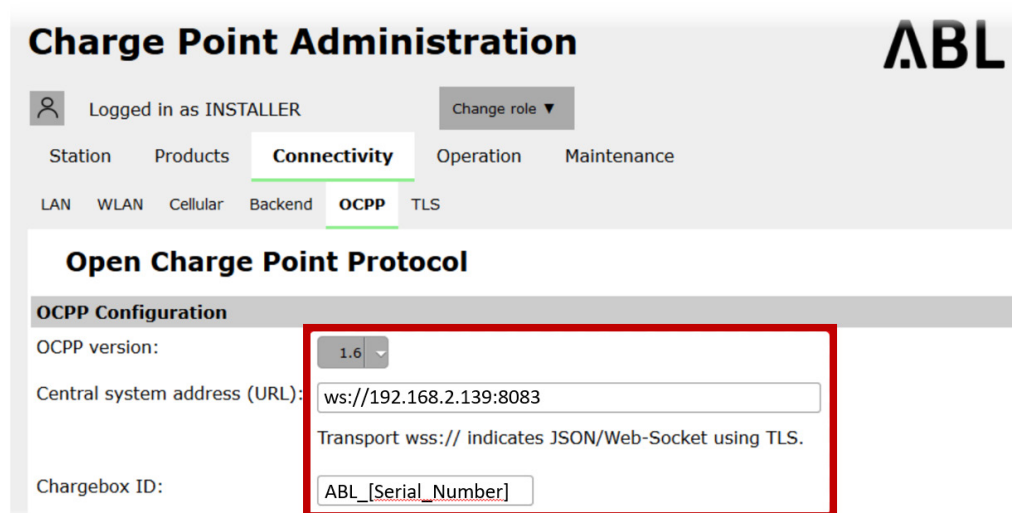 Charge Point Administration
ABL
Logged in as INSTALLER
Change role ▼
Station Products Connectivity Operation Maintenance
LAN WLAN Cellular Backend OCPP TLS
Open Charge Point Protocol
OCPP Configuration
OCPP version: 1.6
Central system address (URL): ws://192.168.2.139:8083
Transport wss:// indicates JSON/Web-Socket using TLS.
Chargebox ID: ABL_[Serial_Number]